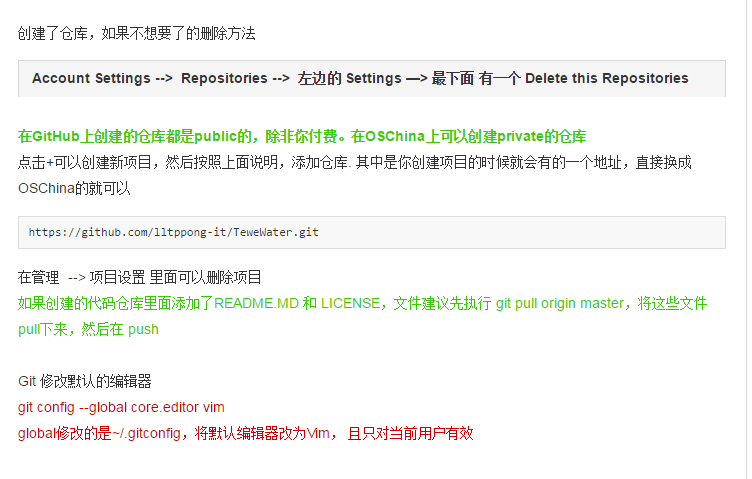 创建了仓库，如果不想要了的删除方法
Account Settings --> Repositories --> 左边的 Settings —> 最下面 有一个 Delete this Repositories
在GitHub上创建的仓库都是public的，除非你付费。在OSChina上可以创建private的仓库
点击+可以创建新项目，然后按照上面说明，添加仓库. 其中是你创建项目的时候就会有的一个地址，直接换成
OSChina的就可以
https://github.com/lltppong-it/TeweWater.git
在管理 --> 项目设置 里面可以删除项目
如果创建的代码仓库里面添加了README.MD 和 LICENSE，文件建议先执行 git pull origin master，将这些文件
pull下来，然后在 push
Git 修改默认的编辑器
git config --global core.editor vim
global修改的是~/.gitconfig，将默认编辑器改为Vim， 且只对当前用户有效